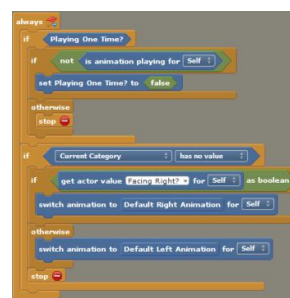 always
if Playing One Time?
if not is animation playing for Self
set Playing One Time? to false
otherwise
stop
if Current Category has no value
if get actor value Facing Right? for Self as boolean
switch animation to Default Right Animation for Self
otherwise
switch animation to Default Left Animation for Self
stop